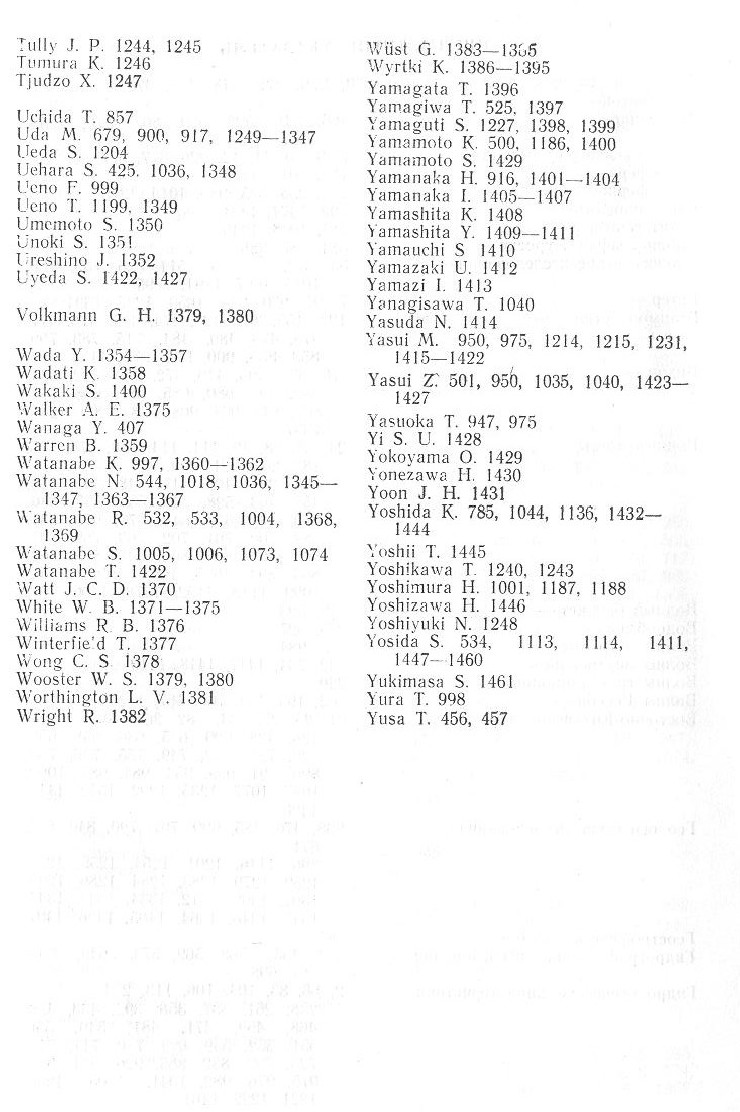 Tully J. P. 1244, 1245
Tumura K. 1246
Tjudzo X. 1247
Uchida T. 857
Uda M. 679, 900, 917, 1249—1347
Ueda S. 1204
Uehara S. 425, 1036, 1348
Ueno F. 999
Ueno T. 1199, 1349
Umemoto S. 1350
Unoki S. 1351
Ureshino J. 1352
Uyeda S. 1422, 1427
Volkmann G. H. 1379, 1380
Wada Y. 1354—1357
Wadati K. 1358
Wakaki S. 1400
Walker A. E. 1375
Wanaga Y. 407
Warren B. 1359
Watanabe K. 997, 1360—1362
Watanabe N. 544, 1018, 1036, 1345—
1347, 1363—1367
Watanabe R. 532, 533, 1004, 1368,
1369
Watanabe S. 1005, 1006, 1073, 1074
Watanabe T. 1422
Watt J. C. D. 1370
White W. B. 1371—1375
Williams R. B. 1376
Winterfield T. 1377
Wong C. S. 1378
Wooster W. S. 1379, 1380
Worthington L. V. 1381
Wright R. 1382
Wüst G. 1383—1385
Wyrtki K. 1386—1395
Yamagata T. 1396
Yamagiwa T. 525, 1397
Yamaguti S. 1227, 1398, 1399
Yamamoto K. 500, 1186, 1400
Yamamoto S. 1429
Yamanaka H. 916, 1401—1404
Yamanaka I. 1405—1407
Yamashita K. 1408
Yamashita Y. 1409—1411
Yamauchi S 1410
Yamazaki U. 1412
Yamazi I. 1413
Yanagisawa T. 1040
Yasuda N. 1414
Yasui M. 950, 975, 1214, 1215, 1231,
1415—1422
Yasui Z. 501, 950, 1035, 1040, 1423—
1427
Yasuoka T. 947, 975
Yi S. U. 1428
Yokoyama O. 1429
Yonezawa H. 1430
Yoon J. H. 1431
Yoshida K. 785, 1044, 1136, 1432—
1444
Yoshii T. 1445
Yoshikawa T. 1240, 1243
Yoshimura H. 1001, 1187, 1188
Yoshizawa H. 1446
Yoshiyuki N. 1248
Yosida S. 534, 1113, 1114, 1411,
1447—1460
Yukimasa S. 1461
Yura T. 998
Yusa T. 456, 457